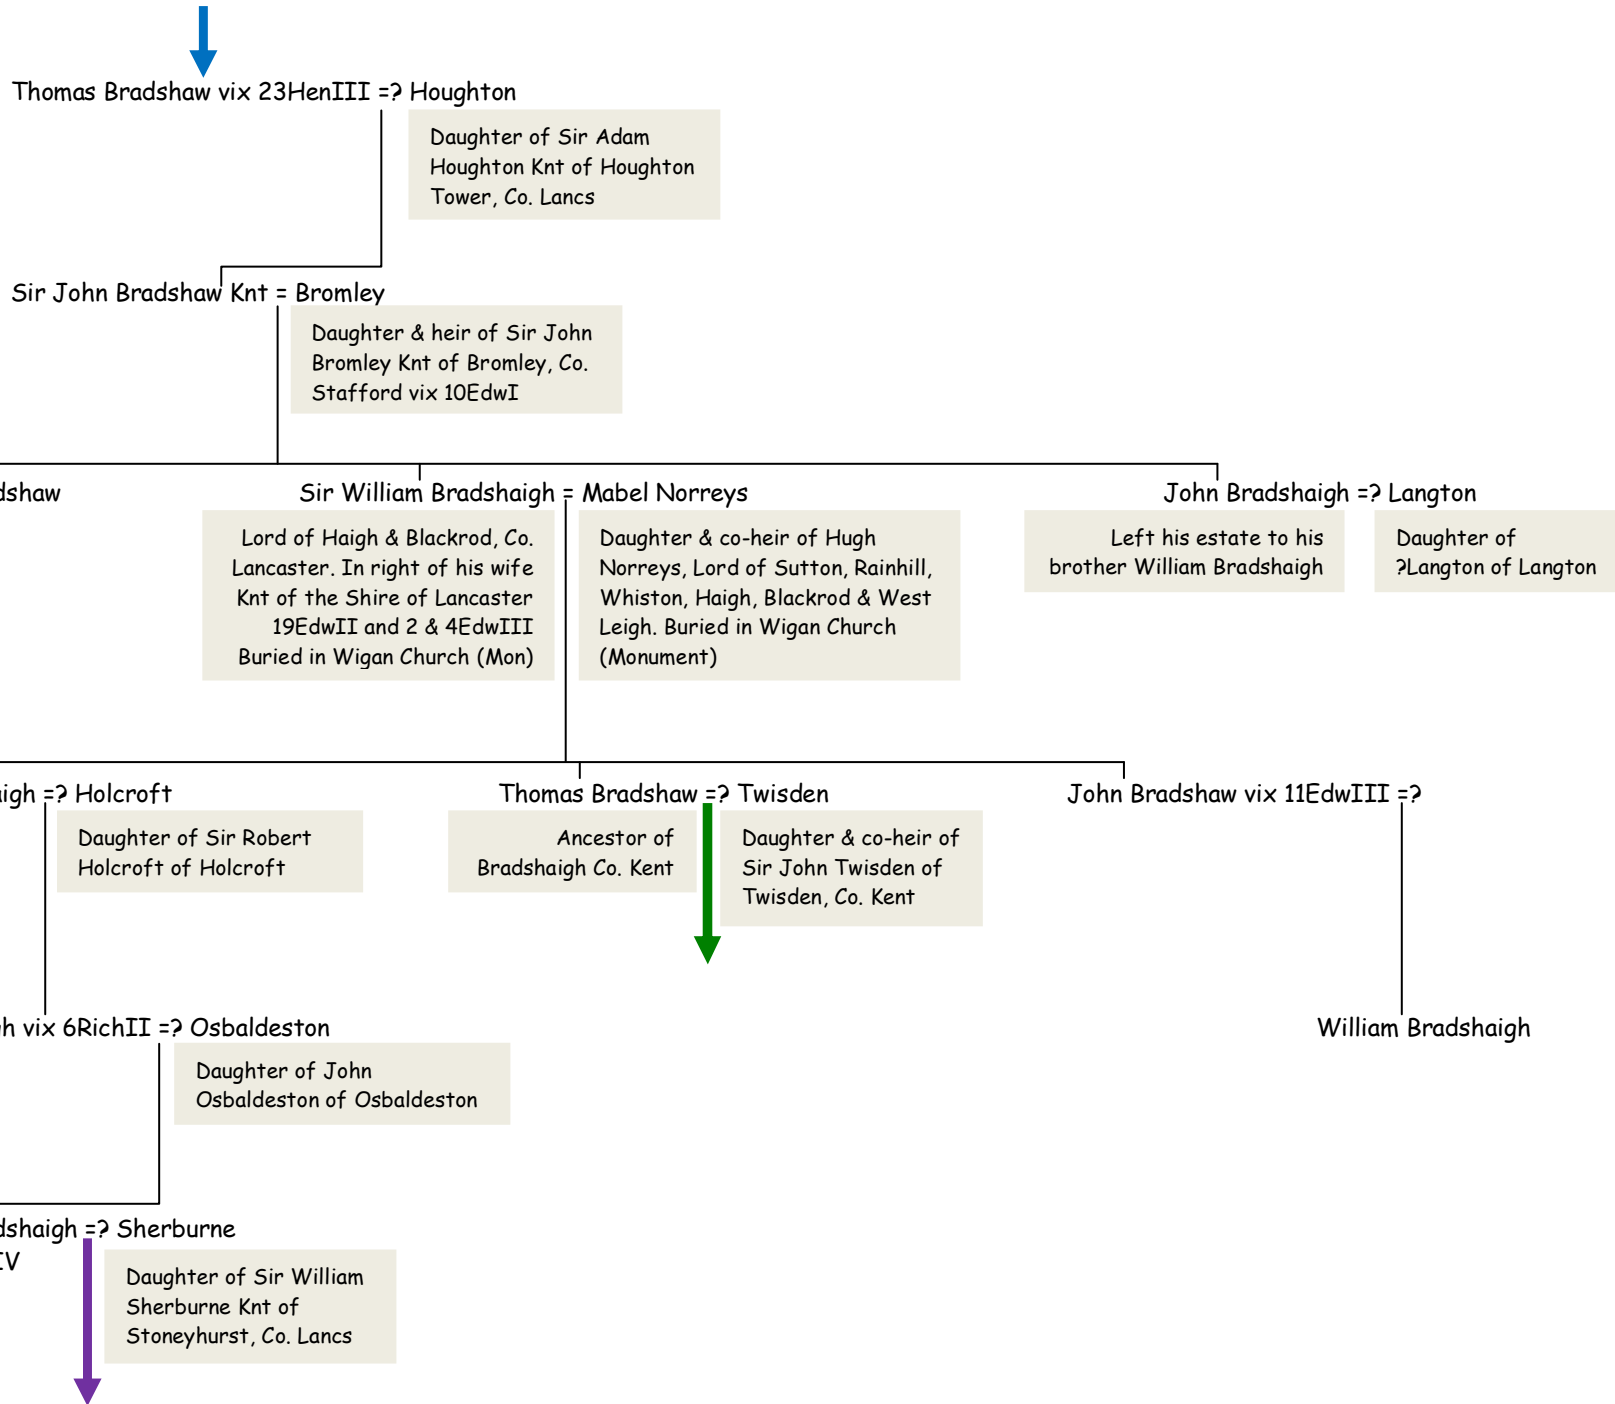 Thomas Bradshaw vix 23HenIII =? Houghton
Daughter of Sir Adam
Houghton Knt of Houghton
Tower, Co. Lancs
Sir John Bradshaw Knt = Bromley
Daughter & heir of Sir John
Bromley Knt of Bromley, Co.
Stafford vix 10EdwI
dshaw
Sir William Bradshaigh = Mabel Norreys
John Bradshaigh =? Langton
Lord of Haigh & Blackrod, Co.
Lancaster. In right of his wife
Knt of the Shire of Lancaster
19EdwII and 2 & 4EdwIII
Buried in Wigan Church (Mon)
Daughter & co-heir of Hugh
Norreys, Lord of Sutton, Rainhill,
Whiston, Haigh, Blackrod & West
Leigh. Buried in Wigan Church
(Monument)
Left his estate to his
brother William Bradshaigh
Daughter of
?Langton of Langton
aigh =? Holcroft
Thomas Bradshaw =? Twisden
John Bradshaw vix 11EdwIII =?
Daughter of Sir Robert
Holcroft of Holcroft
Ancestor of
Bradshaigh Co. Kent
Daughter & co-heir of
Sir John Twisden of
Twisden, Co. Kent
h vix 6RichII =? Osbaldeston
William Bradshaigh
Daughter of John
Osbaldeston of Osbaldeston
dshaigh =? Sherburne
IV
Daughter of Sir William
Sherburne Knt of
Stoneyhurst, Co. Lancs